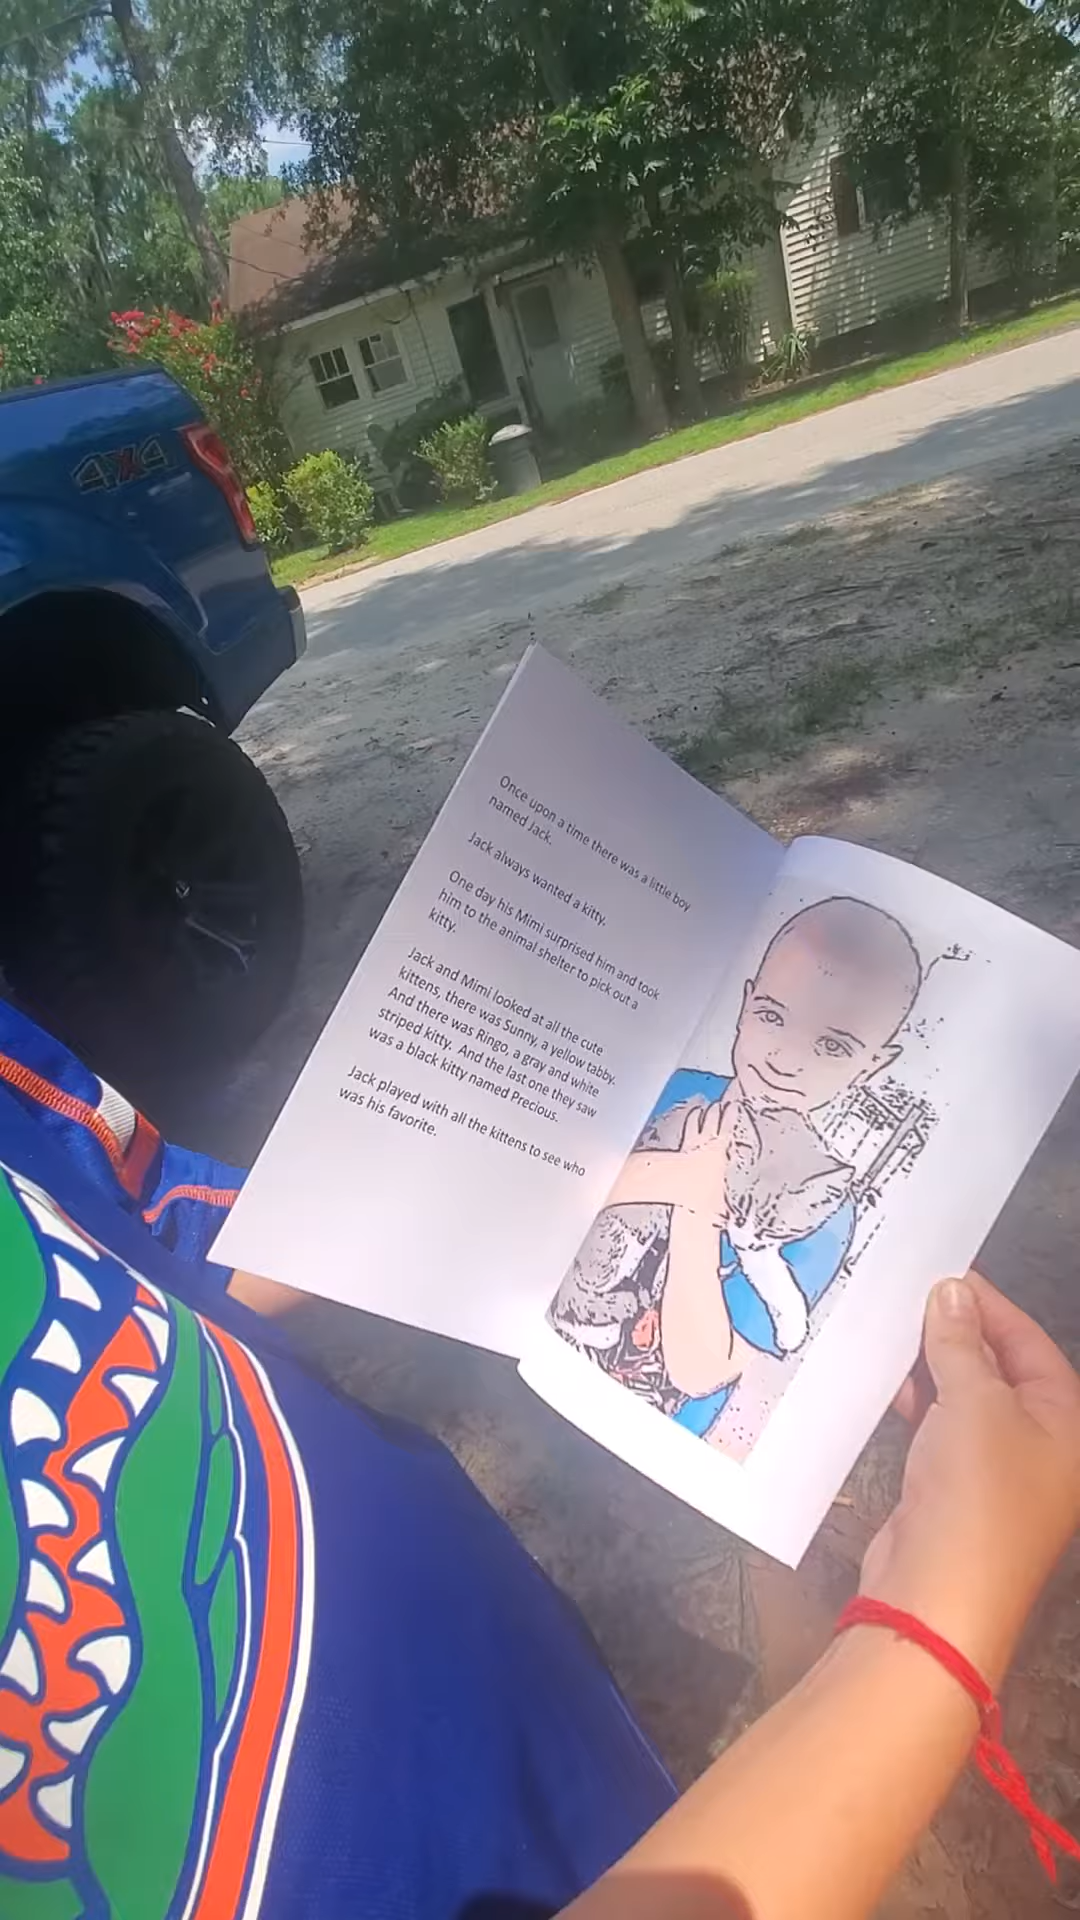 4x4
Once upon a time there was a little boy
named Jack.
Jack always wanted a kitty.
One day his Mimi surprised him and took
him to the animal shelter to pick out a
kitty.
Jack and Mimi looked at all the cute
kittens, there was Sunny, a yellow tabby.
And there was Ringo, a gray and white
striped kitty. And the last one they saw
was a black kitty named Precious.
Jack played with all the kittens to see who
was his favorite.